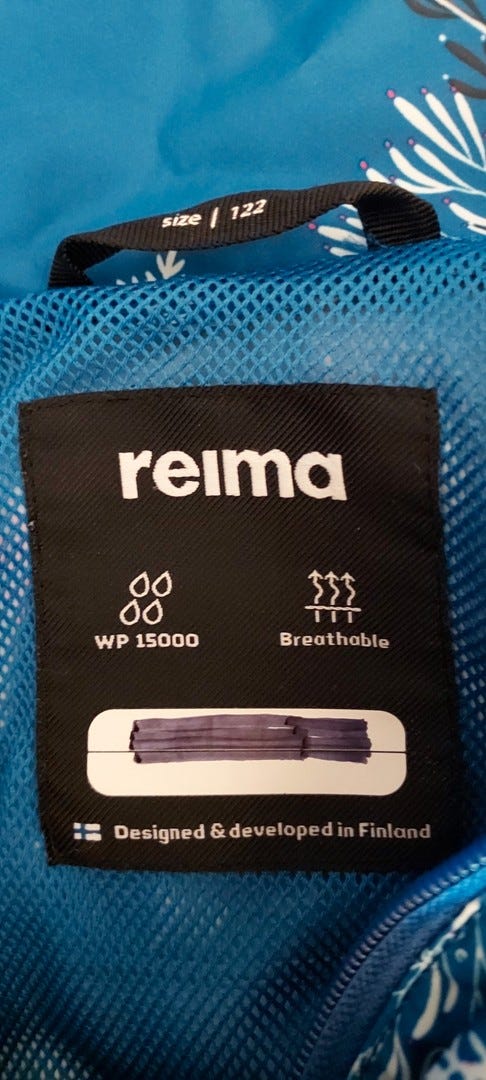 size | 122
reima
WP 15000
Breathable
Designed & developed in Finland